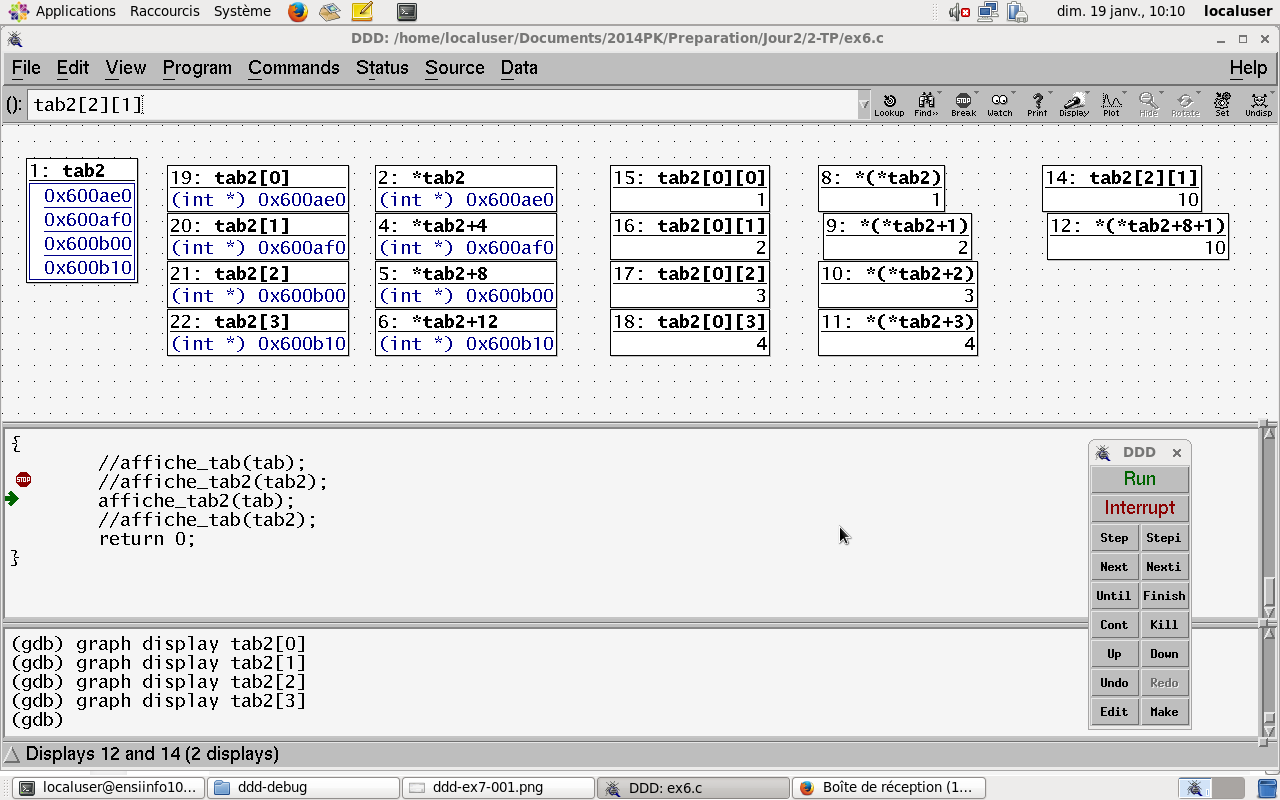 Applications Raccourcis Système dim. 19 janv., 10:10 localuser
DDD: /home/localuser/Documents/2014PK/Preparation/Jour2/2-TP/ex6.c
File Edit View Program Commands Status Source Data Help
(): tab2[2][1]
Lookup Find» Break Watch Print Display Plot Hide Rotate Set Undisp
STOP
1: tab2
0x600ae0
0x600af0
0x600b00
0x600b10
19: tab2[0]
(int *) 0x600ae0
20: tab2[1]
(int *) 0x600af0
21: tab2[2]
(int *) 0x600b00
22: tab2[3]
(int *) 0x600b10
2: *tab2
(int *) 0x600ae0
4: *tab2+4
(int *) 0x600af0
5: *tab2+8
(int *) 0x600b00
6: *tab2+12
(int *) 0x600b10
15: tab2[0][0]
1
16: tab2[0][1]
2
17: tab2[0][2]
3
18: tab2[0][3]
4
8: *(*tab2)
1
9: *(*tab2+1)
2
10: *(*tab2+2)
3
11: *(*tab2+3)
4
14: tab2[2][1]
10
12: *(*tab2+8+1)
10
{
//affiche_tab(tab);
STOP //affiche_tab2(tab2);
affiche_tab2(tab);
//affiche_tab(tab2);
return 0;
}
DDD
Run
Interrupt
Step Stepi
Next Nexti
Until Finish
Cont Kill
Up Down
Undo Redo
Edit Make
(gdb) graph display tab2[0]
(gdb) graph display tab2[1]
(gdb) graph display tab2[2]
(gdb) graph display tab2[3]
(gdb)
Displays 12 and 14 (2 displays)
localuser@ensiinfo10... ddd-debug ddd-ex7-001.png DDD: ex6.c Boîte de réception (1...